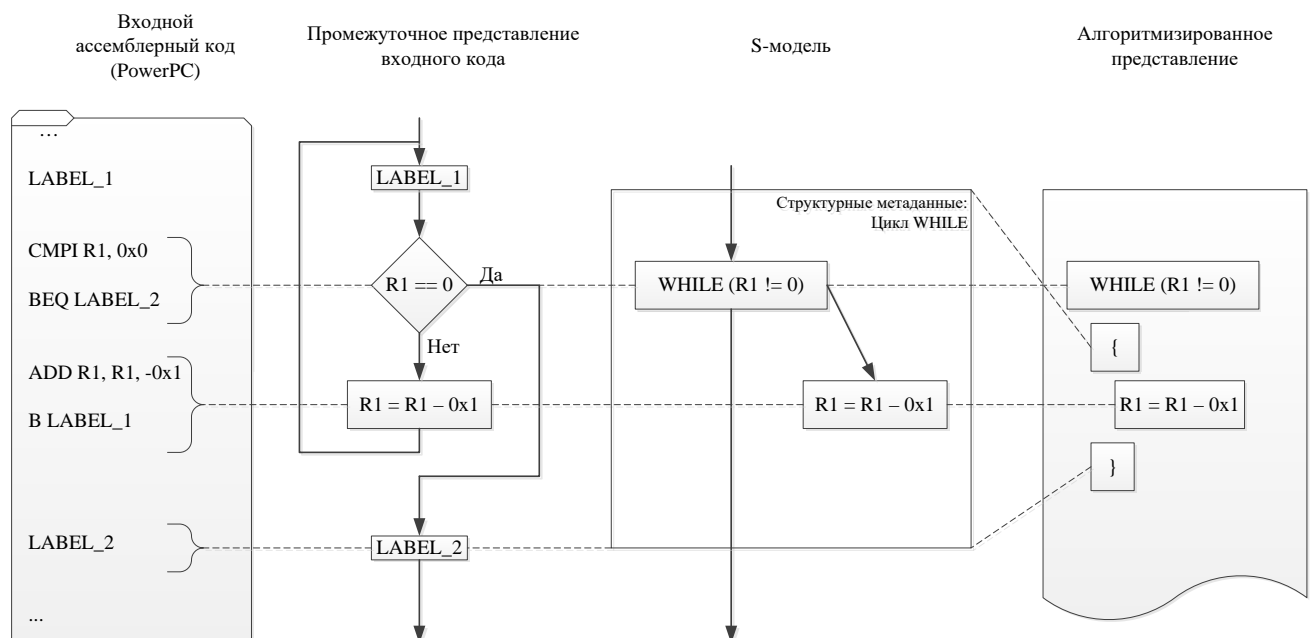 Входной
ассемблерный код
(PowerPC)
Промежуточное представление
входного кода
S-модель
Алгоритмизированное
представление
…
LABEL_1
CMPI R1, 0x0
BEQ LABEL_2
ADD R1, R1, -0x1
B LABEL_1
LABEL_2
...
LABEL_1
R1 == 0
Да
Нет
R1 = R1 – 0x1
LABEL_2
Структурные метаданные:
Цикл WHILE
WHILE (R1 != 0)
R1 = R1 – 0x1
WHILE (R1 != 0)
{
R1 = R1 – 0x1
}